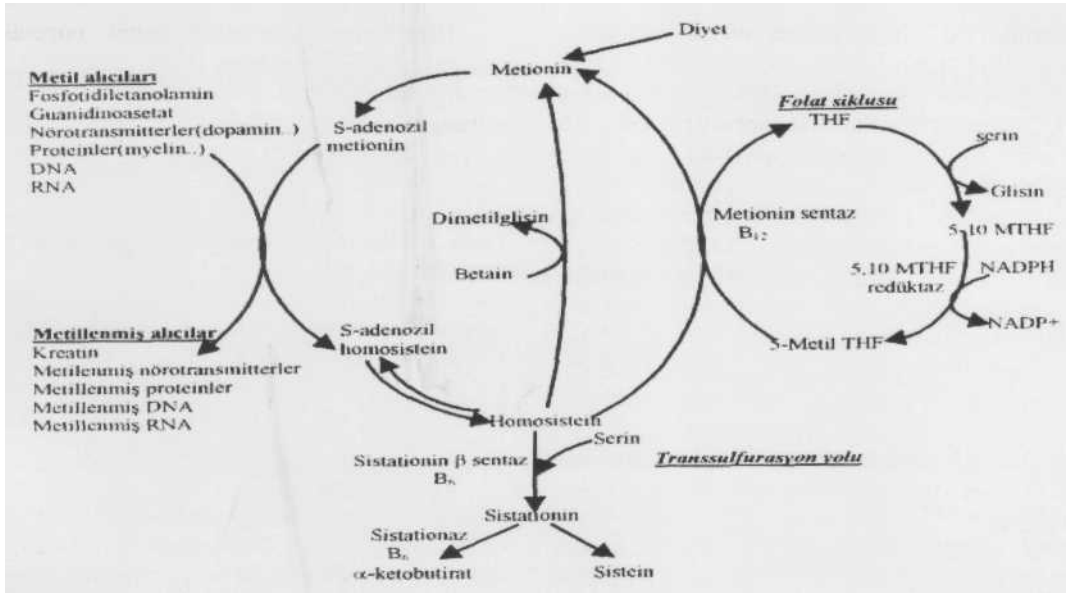 Diyet
Metionin
Metil alıcıları
Fosfotidiletanolamin
Guanidinoasetat
Nörotransmitterler(dopamin..)
Proteinler(myelin..)
DNA
RNA
S-adenozil
metionin
Folat siklusu
THF
serin
Glisin
5-10 MTHF
5,10 MTHF
redüktaz
NADPH
NADP+
5-Metil THF
Metionin sentaz
B12
Dimetilglisin
Betain
Metillenmiş alıcılar
Kreatin
Metilenmiş nörotransmitterler
Metillenmiş proteinler
Metillenmiş DNA
Metillenmiş RNA
S-adenozil
homosistein
Homosistein
Serin
Sistationin β sentaz
B6
Transsulfurasyon yolu
Sistationin
Sistationaz
B6
α-ketobutirat
Sistein